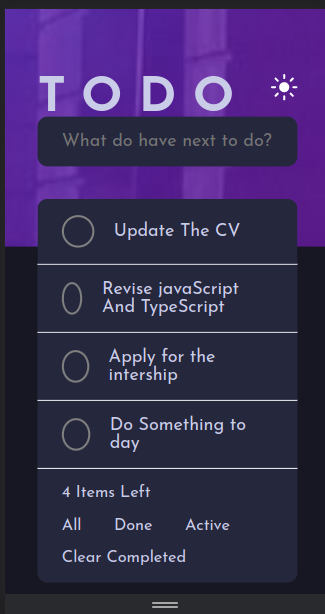 TODO
What do have next to do?
Update The CV
Revise javaScript
And TypeScript
Apply for the
intership
Do Something to
day
4 Items Left
All Done Active
Clear Completed